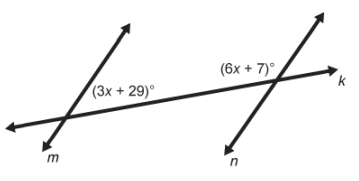 (6x + 7)°
k
(3x + 29)°
m
n